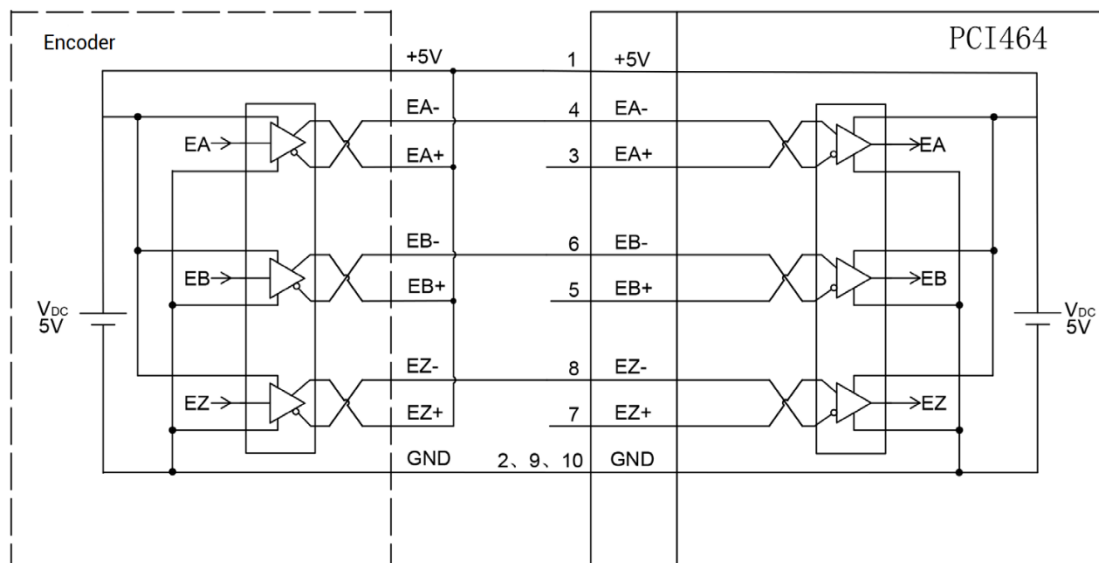 Encoder
PCI464
+5V 1 +5V
EA- 4 EA-
EA EA
EA+ 3 EA+
EB- 6 EB-
EB EB
EB+ 5 EB+
VDC VDC
5V 5V
EZ- 8 EZ-
EZ EZ
EZ+ 7 EZ+
GND 2、9、10 GND